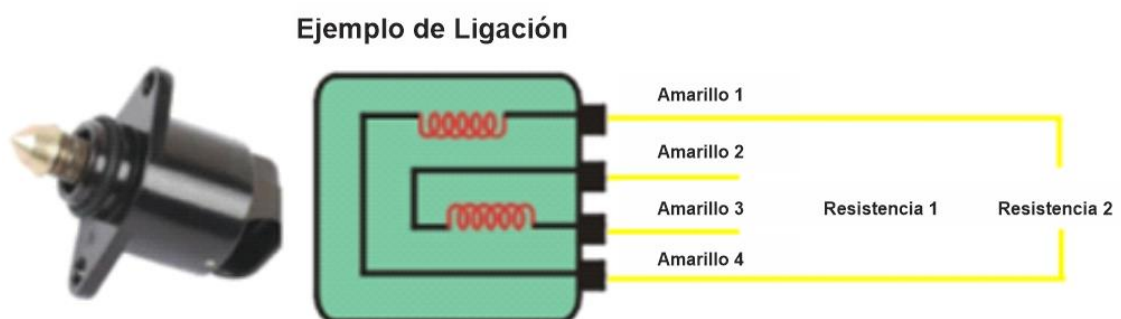 Ejemplo de Ligación
Amarillo 1
Amarillo 2
Amarillo 3
Resistencia 1
Resistencia 2
Amarillo 4